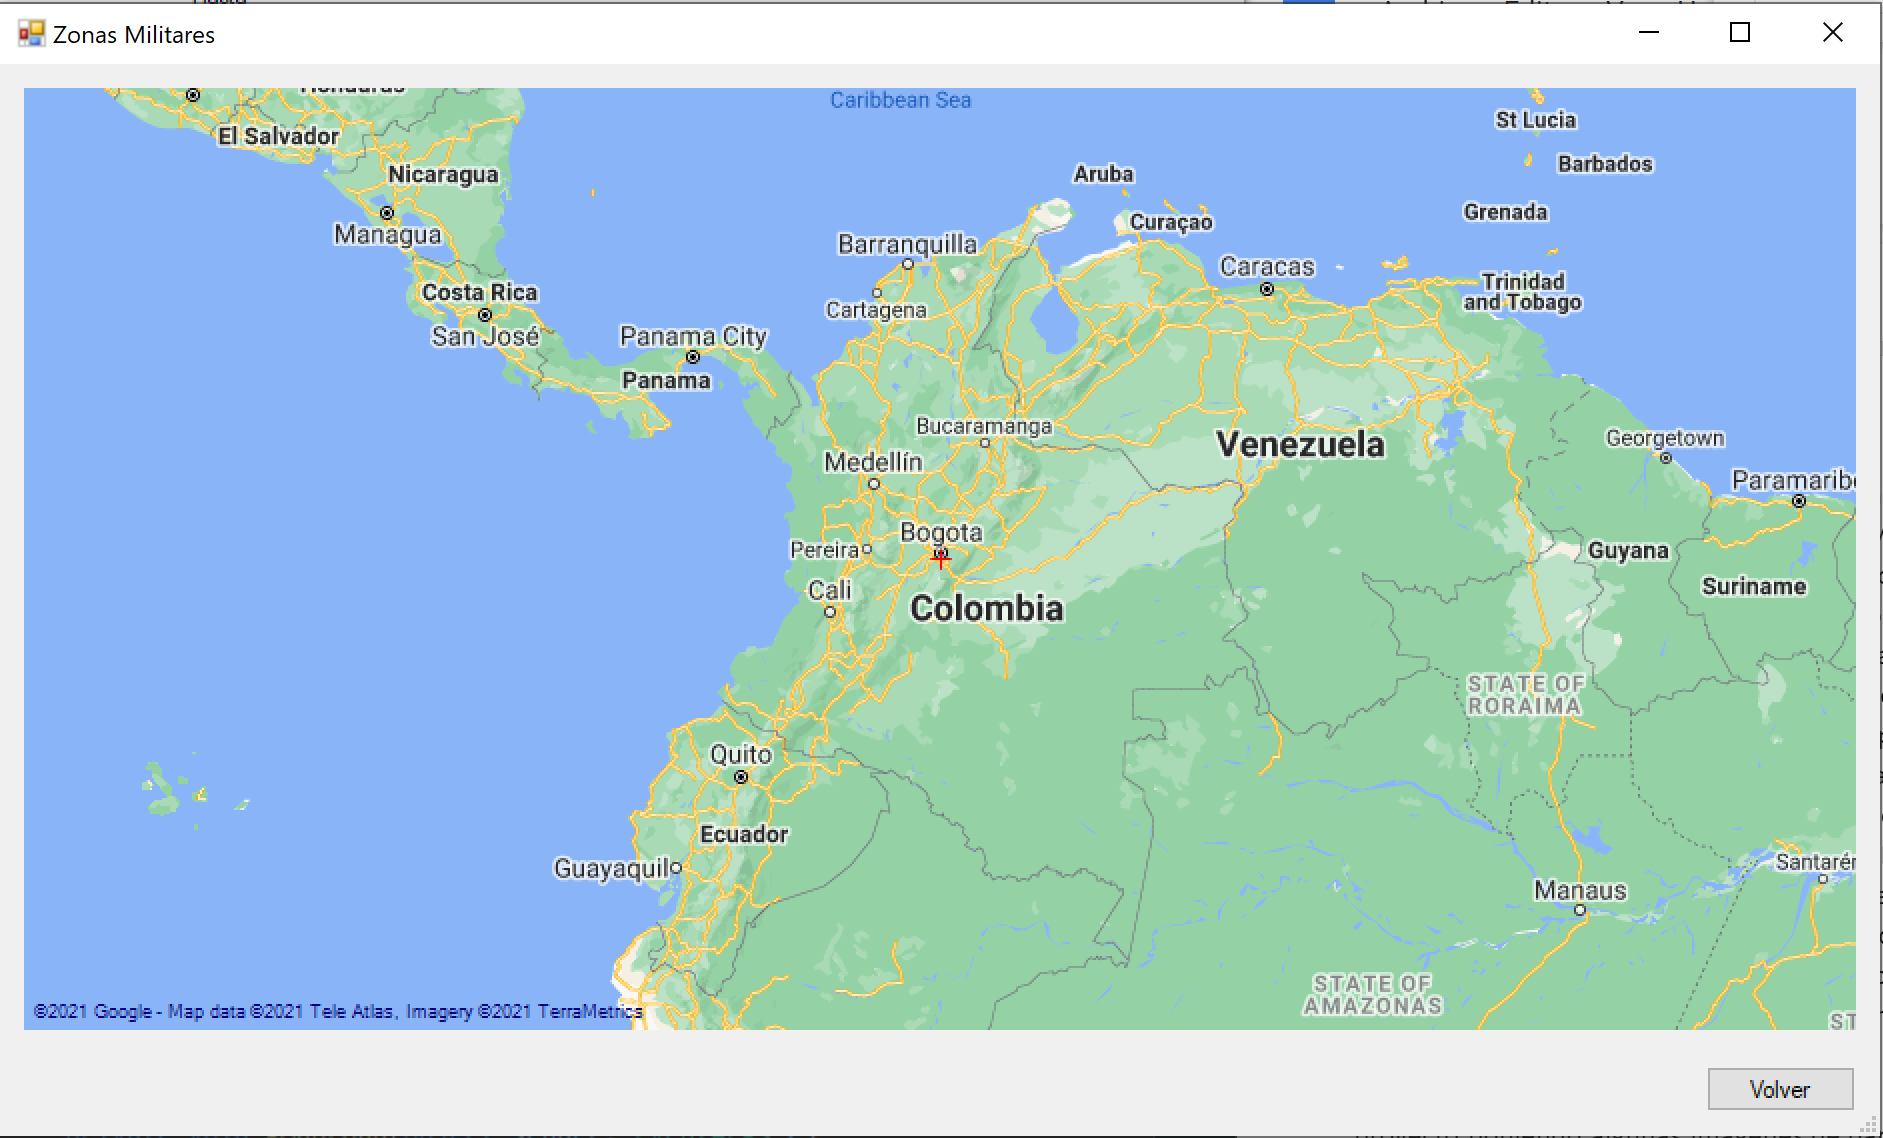 Zonas Militares
Honduras
Caribbean Sea
El Salvador
St Lucia
Nicaragua
Aruba
Barbados
Managua
Curaçao
Grenada
Barranquilla
Caracas
Costa Rica
Trinidad
and Tobago
Cartagena
San José
Panama City
Panama
Bucaramanga
Venezuela
Georgetown
Medellín
Paramaribo
Bogota
Pereira
Guyana
Cali
Suriname
Colombia
STATE OF
RORAIMA
Quito
Ecuador
Guayaquil
Santarér
Manaus
STATE OF
AMAZONAS
ST
©2021 Google - Map data ©2021 Tele Atlas, Imagery ©2021 TerraMetrics
Volver